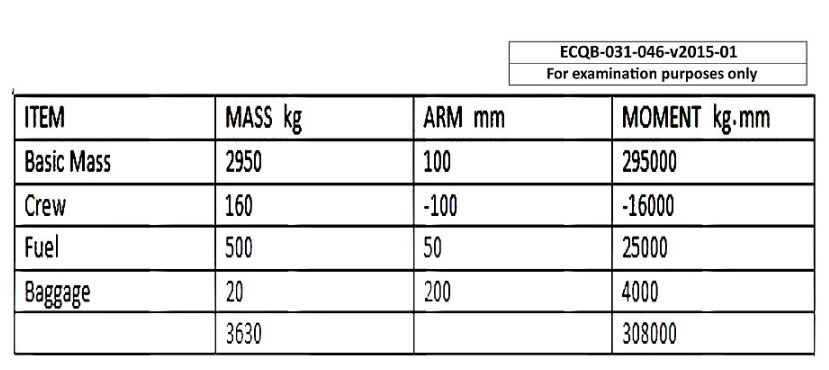 ECQB-031-046-v2015-01
For examination purposes only
ITEM MASS kg ARM mm MOMENT kg.mm
Basic Mass 2950 100 295000
Crew 160 -100 -16000
Fuel 500 50 25000
Baggage 20 200 4000
3630 308000